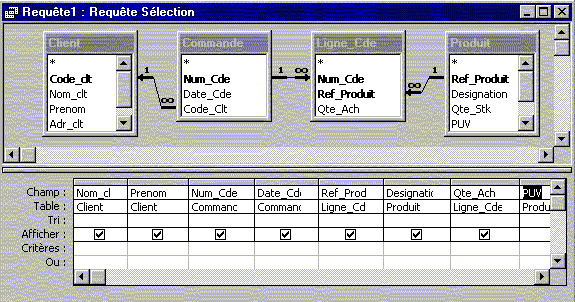 Requête1 : Requête Sélection
Client Commande Ligne_Cde Produit
* * * *
Code_clt Num_Cde Num_Cde Ref_Produit
Nom_clt Date_Cde Ref_Produit Designation
Prenom Code_Clt Qte_Ach Qte_Stk
Adr_clt PUV
1 ∞ 1 ∞ 1 ∞
Champ : Nom_cl Prenom Num_Cde Date_Cde Ref_Prod Designatic Qte_Ach PUV
Table : Client Client Commanc Commanc Ligne_Cd Produit Ligne_Cde Produ
Tri :
Afficher :
Critères :
Ou :